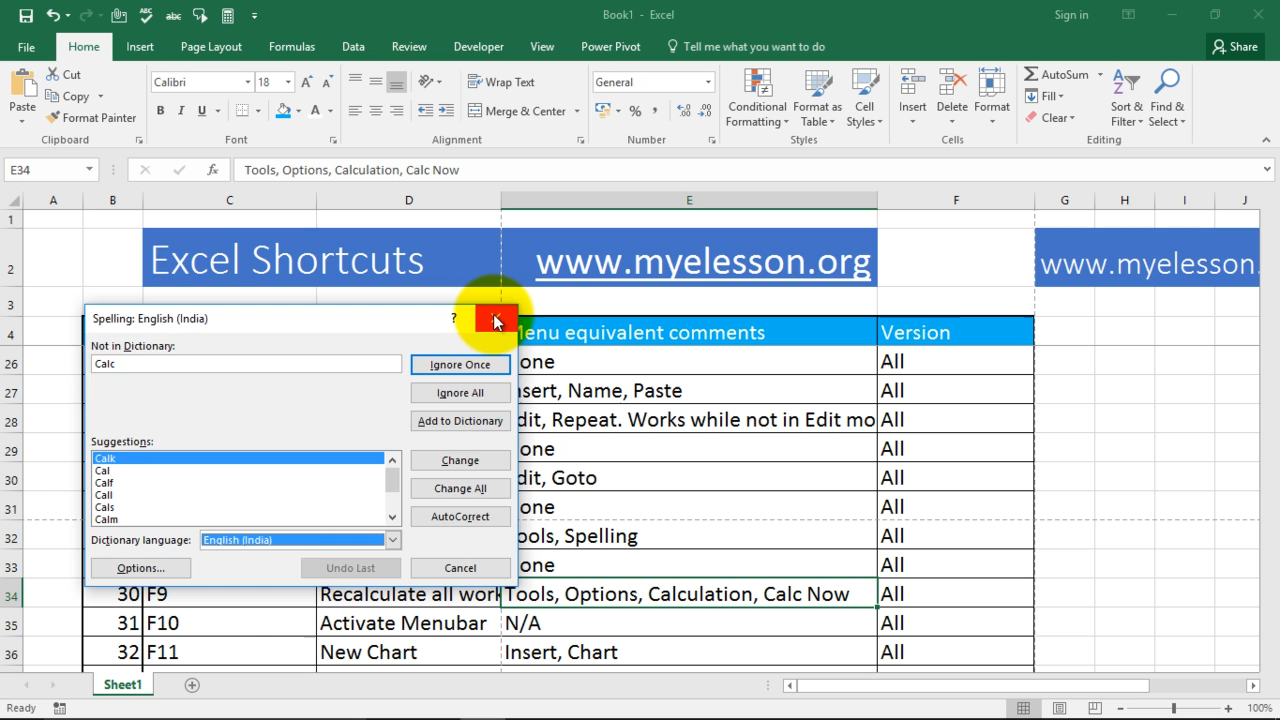 Book1 - Excel
Sign in
File Home Insert Page Layout Formulas Data Review Developer View Power Pivot Tell me what you want to do Share
Paste
Cut
Copy
Format Painter
Clipboard
Calibri 18
B I U
Font
Wrap Text
Merge & Center
Alignment
General
Number
Conditional Formatting
Format as Table
Cell Styles
Styles
Insert Delete Format
Cells
AutoSum
Fill
Clear
Sort & Filter
Find & Select
Editing
E34
fx
Tools, Options, Calculation, Calc Now
A B C D E F G H I J
1
2 Excel Shortcuts www.myelesson.org www.myelesson.
3
4 Menu equivalent comments Version
26 one All
27 nsert, Name, Paste All
28 dit, Repeat. Works while not in Edit mo All
29 one All
30 dit, Goto All
31 one All
32 ools, Spelling All
33 one All
34 30 F9 Recalculate all work Tools, Options, Calculation, Calc Now All
35 31 F10 Activate Menubar N/A All
36 32 F11 New Chart Insert, Chart All
Spelling: English (India) ?
Not in Dictionary:
Calc
Ignore Once
Ignore All
Add to Dictionary
Suggestions:
Calk
Cal
Calf
Call
Cals
Calm
Change
Change All
AutoCorrect
Dictionary language: English (India)
Options...
Undo Last
Cancel
Sheet1
Ready
100%